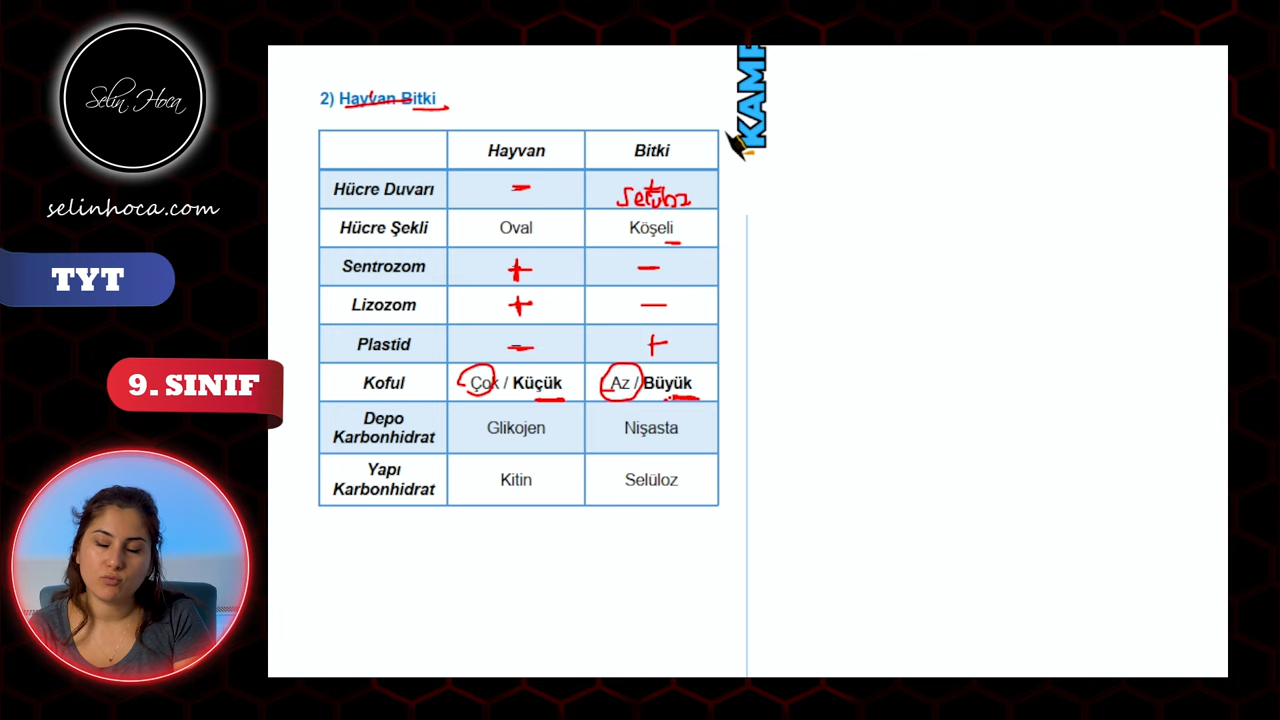 Selin Hoca
selinhoca.com
TYT
9. SINIF
KAMP
2) Hayvan Bitki
Hayvan Bitki
Hücre Duvarı - + Selüloz
Hücre Şekli Oval Köşeli
Sentrozom + -
Lizozom + -
Plastid - +
Koful Çok / Küçük Az / Büyük
Depo
Karbonhidrat Glikojen Nişasta
Yapı
Karbonhidrat Kitin Selüloz